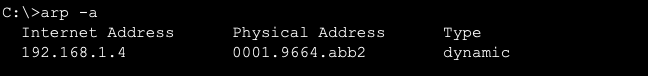 C:\>arp -a
Internet Address Physical Address Type
192.168.1.4 0001.9664.abb2 dynamic